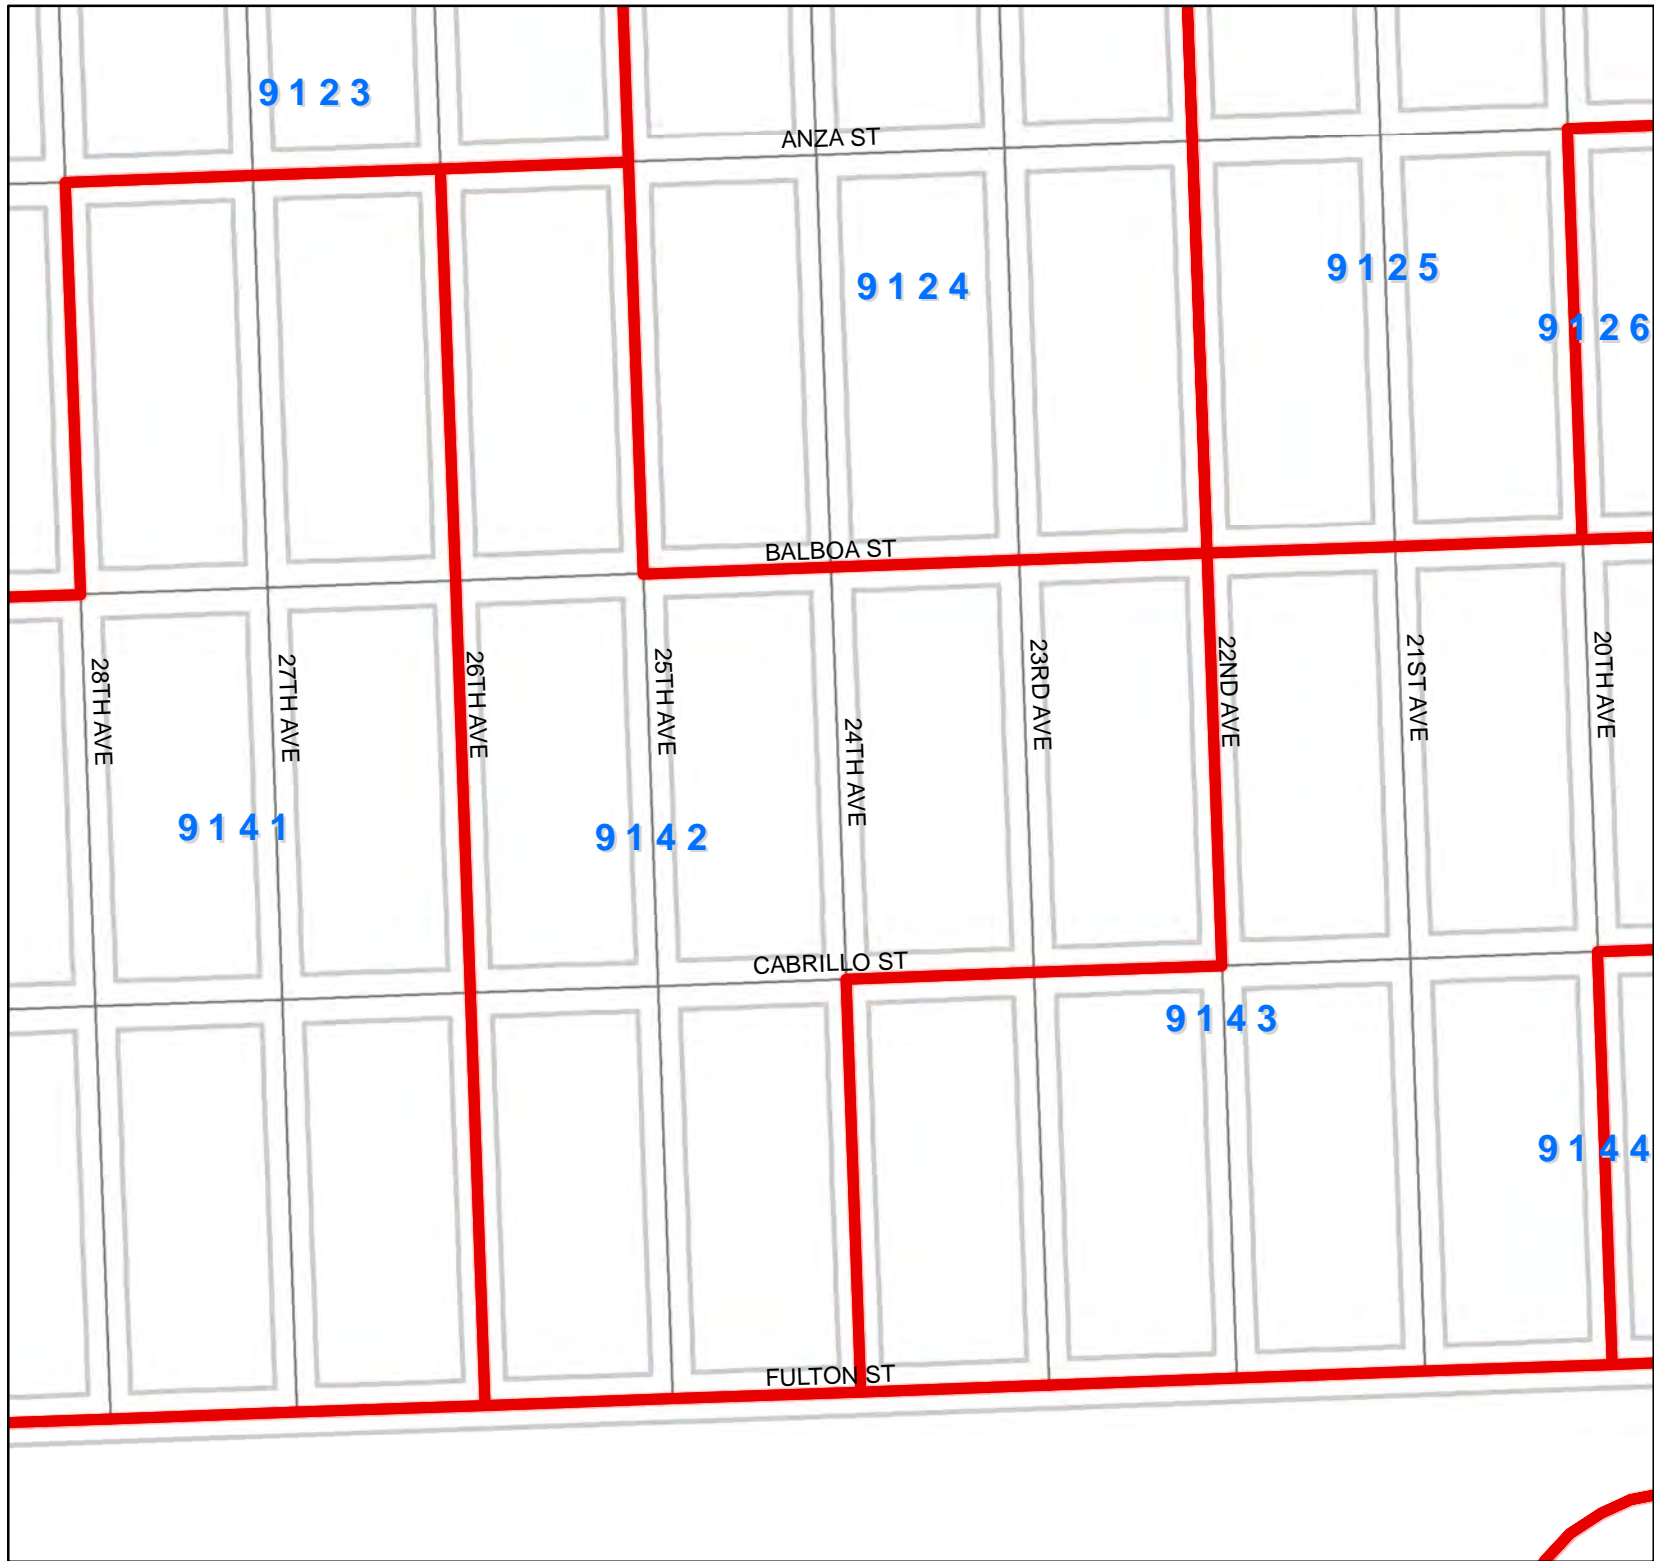 9123
ANZA ST
9124
9125
9126
BALBOA ST
28TH AVE
27TH AVE
26TH AVE
25TH AVE
24TH AVE
23RD AVE
22ND AVE
21ST AVE
20TH AVE
9141
9142
CABRILLO ST
9143
9144
FULTON ST